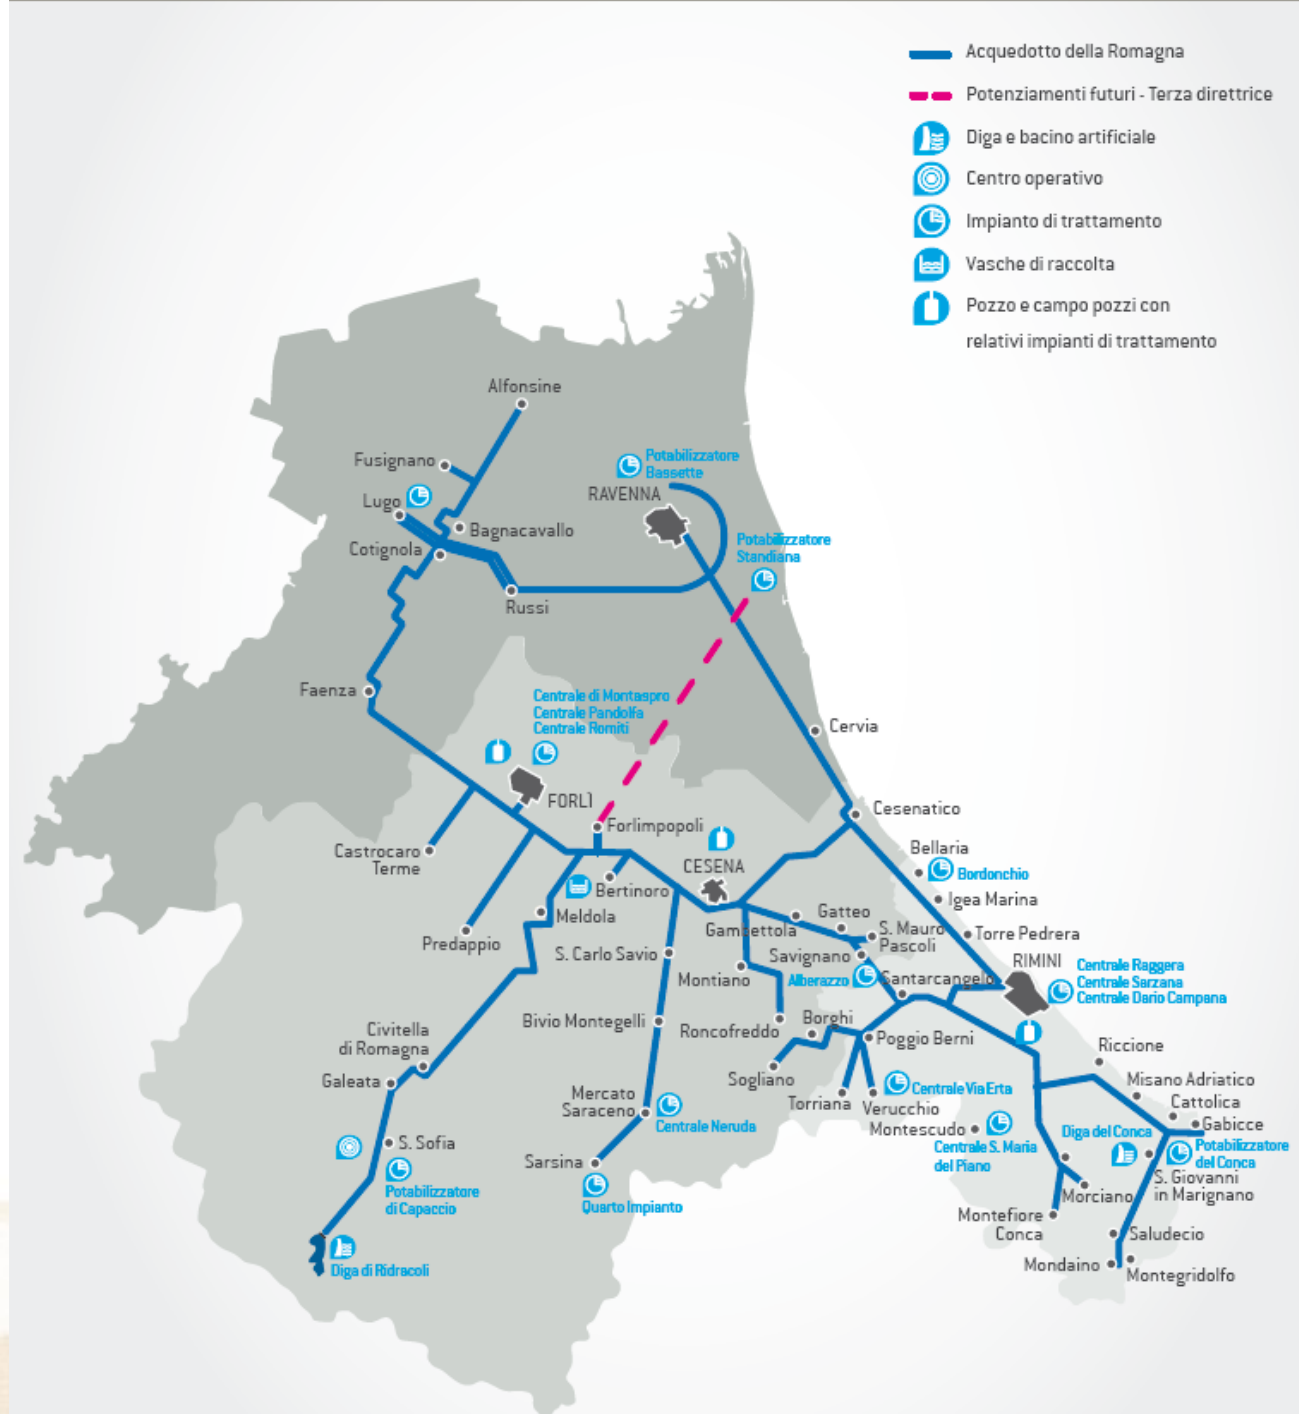 Acquedotto della Romagna
Potenziamenti futuri - Terza direttrice
Diga e bacino artificiale
Centro operativo
Impianto di trattamento
Vasche di raccolta
Pozzo e campo pozzi con
relativi impianti di trattamento
Alfonsine
Fusignano
Potabilizzatore
Bassette
RAVENNA
Lugo
Bagnacavallo
Cotignola
Potabilizzatore
Standiana
Russi
Faenza
Centrale di Montaspro
Centrale Pandolfa
Centrale Romiti
Cervia
FORLÌ
Cesenatico
Forlimpopoli
Castrocaro
Terme
CESENA
Bellaria
Bordonchio
Bertinoro
Igea Marina
Meldola
Gatteo
Gambettola
S. Mauro
Pascoli
Torre Pedrera
Predappio
S. Carlo Savio
Savignano
RIMINI
Centrale Raggera
Centrale Sarzana
Centrale Dario Campana
Montiano
Alberazzo
Santarcangelo
Bivio Montegelli
Roncofreddo
Borghi
Civitella
di Romagna
Poggio Berni
Riccione
Galeata
Sogliano
Misano Adriatico
Mercato
Saraceno
Torriana
Verucchio
Centrale Via Erta
Cattolica
Gabicce
Centrale Neruda
Montescudo
Diga del Conca
S. Sofia
Centrale S. Maria
del Piano
Potabilizzatore
del Conca
Sarsina
S. Giovanni
in Marignano
Potabilizzatore
di Capaccio
Quarto Impianto
Morciano
Montefiore
Conca
Saludecio
Diga di Ridracoli
Mondaino
Montegridolfo